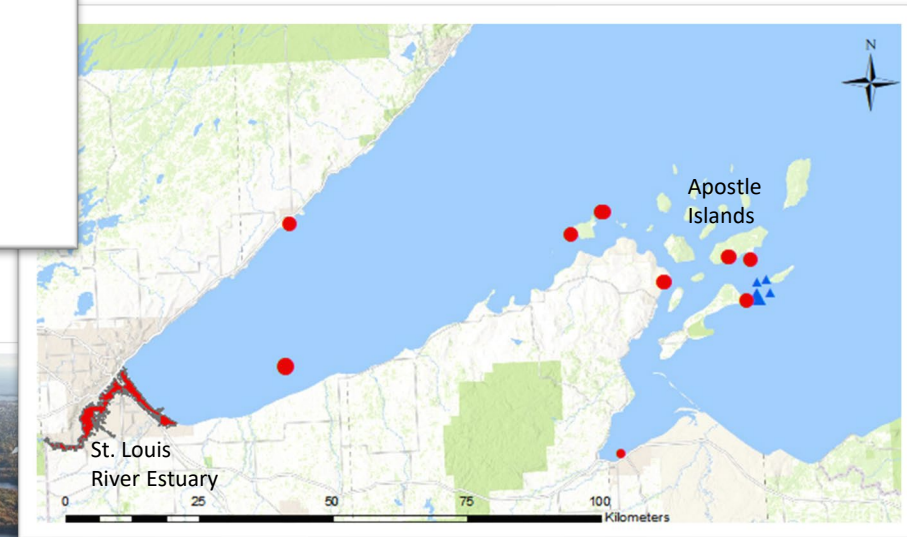 N
Apostle
Islands
St. Louis
River Estuary
0 25 50 75 100
Kilometers